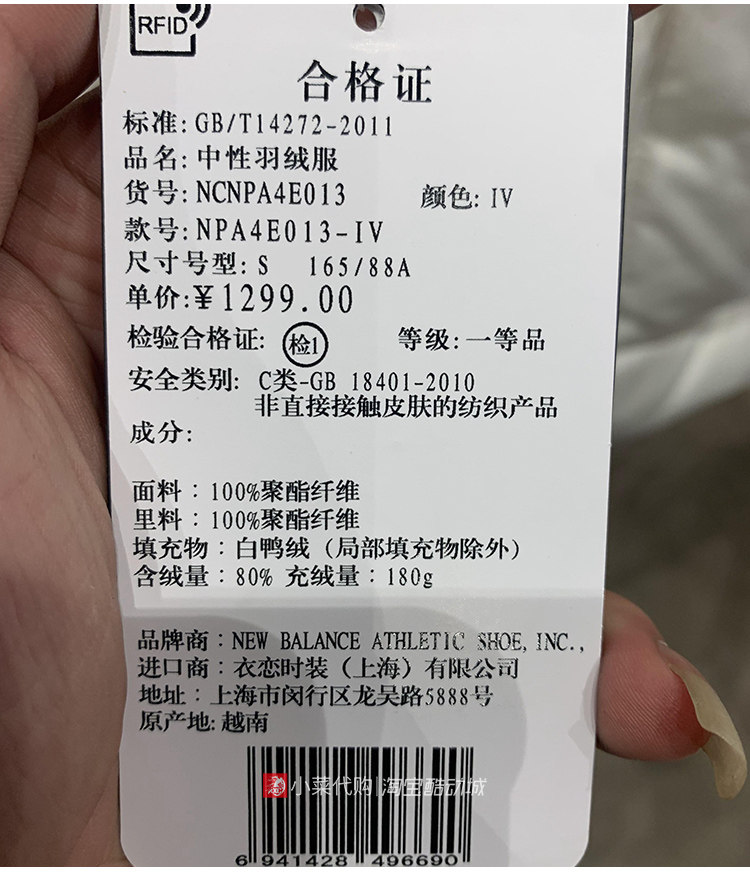 RFID
合格证
标准: GB/T14272-2011
品名: 中性羽绒服
货号: NCNPA4E013 颜色: IV
款号: NPA4E013-IV
尺寸号型: S 165/88A
单价:¥1299.00
检验合格证: 检1 等级: 一等品
安全类别: C类-GB 18401-2010
非直接接触皮肤的纺织产品
成分:
面料：100%聚酯纤维
里料：100%聚酯纤维
填充物：白鸭绒（局部填充物除外）
含绒量：80% 充绒量：180g
品牌商：NEW BALANCE ATHLETIC SHOE, INC.,
进口商：衣恋时装（上海）有限公司
地址：上海市闵行区龙吴路5888号
原产地: 越南
小菜代购|淘宝酷动城
6 941428 496690